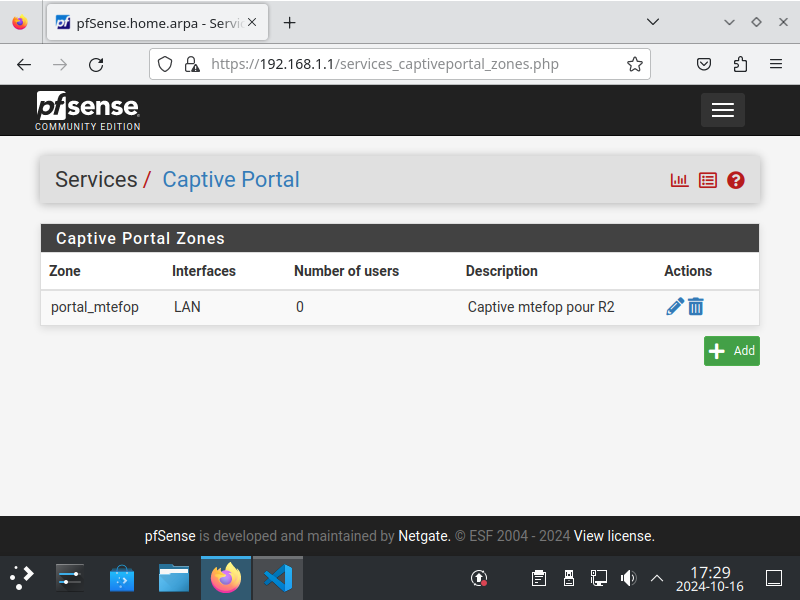 pfSense.home.arpa - Servi
https://192.168.1.1/services_captiveportal_zones.php
pfsense
COMMUNITY EDITION
Services / Captive Portal
Captive Portal Zones
Zone Interfaces Number of users Description Actions
portal_mtefop LAN 0 Captive mtefop pour R2
Add
pfSense is developed and maintained by Netgate. © ESF 2004 - 2024 View license.
17:29
2024-10-16